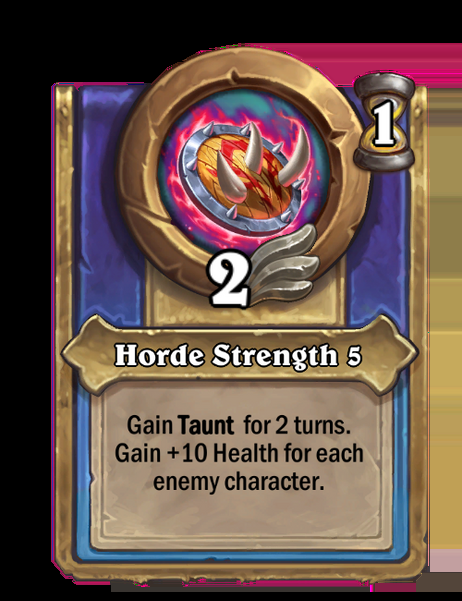 1
2
Horde Strength 5
Gain Taunt for 2 turns.
Gain +10 Health for each
enemy character.